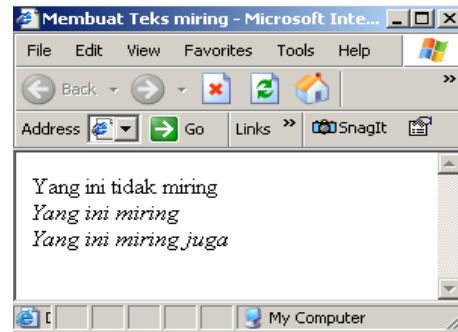 Membuat Teks miring - Microsoft Inte...
File Edit View Favorites Tools Help
Back
Address Go Links » SnagIt
Yang ini tidak miring
Yang ini miring
Yang ini miring juga
My Computer